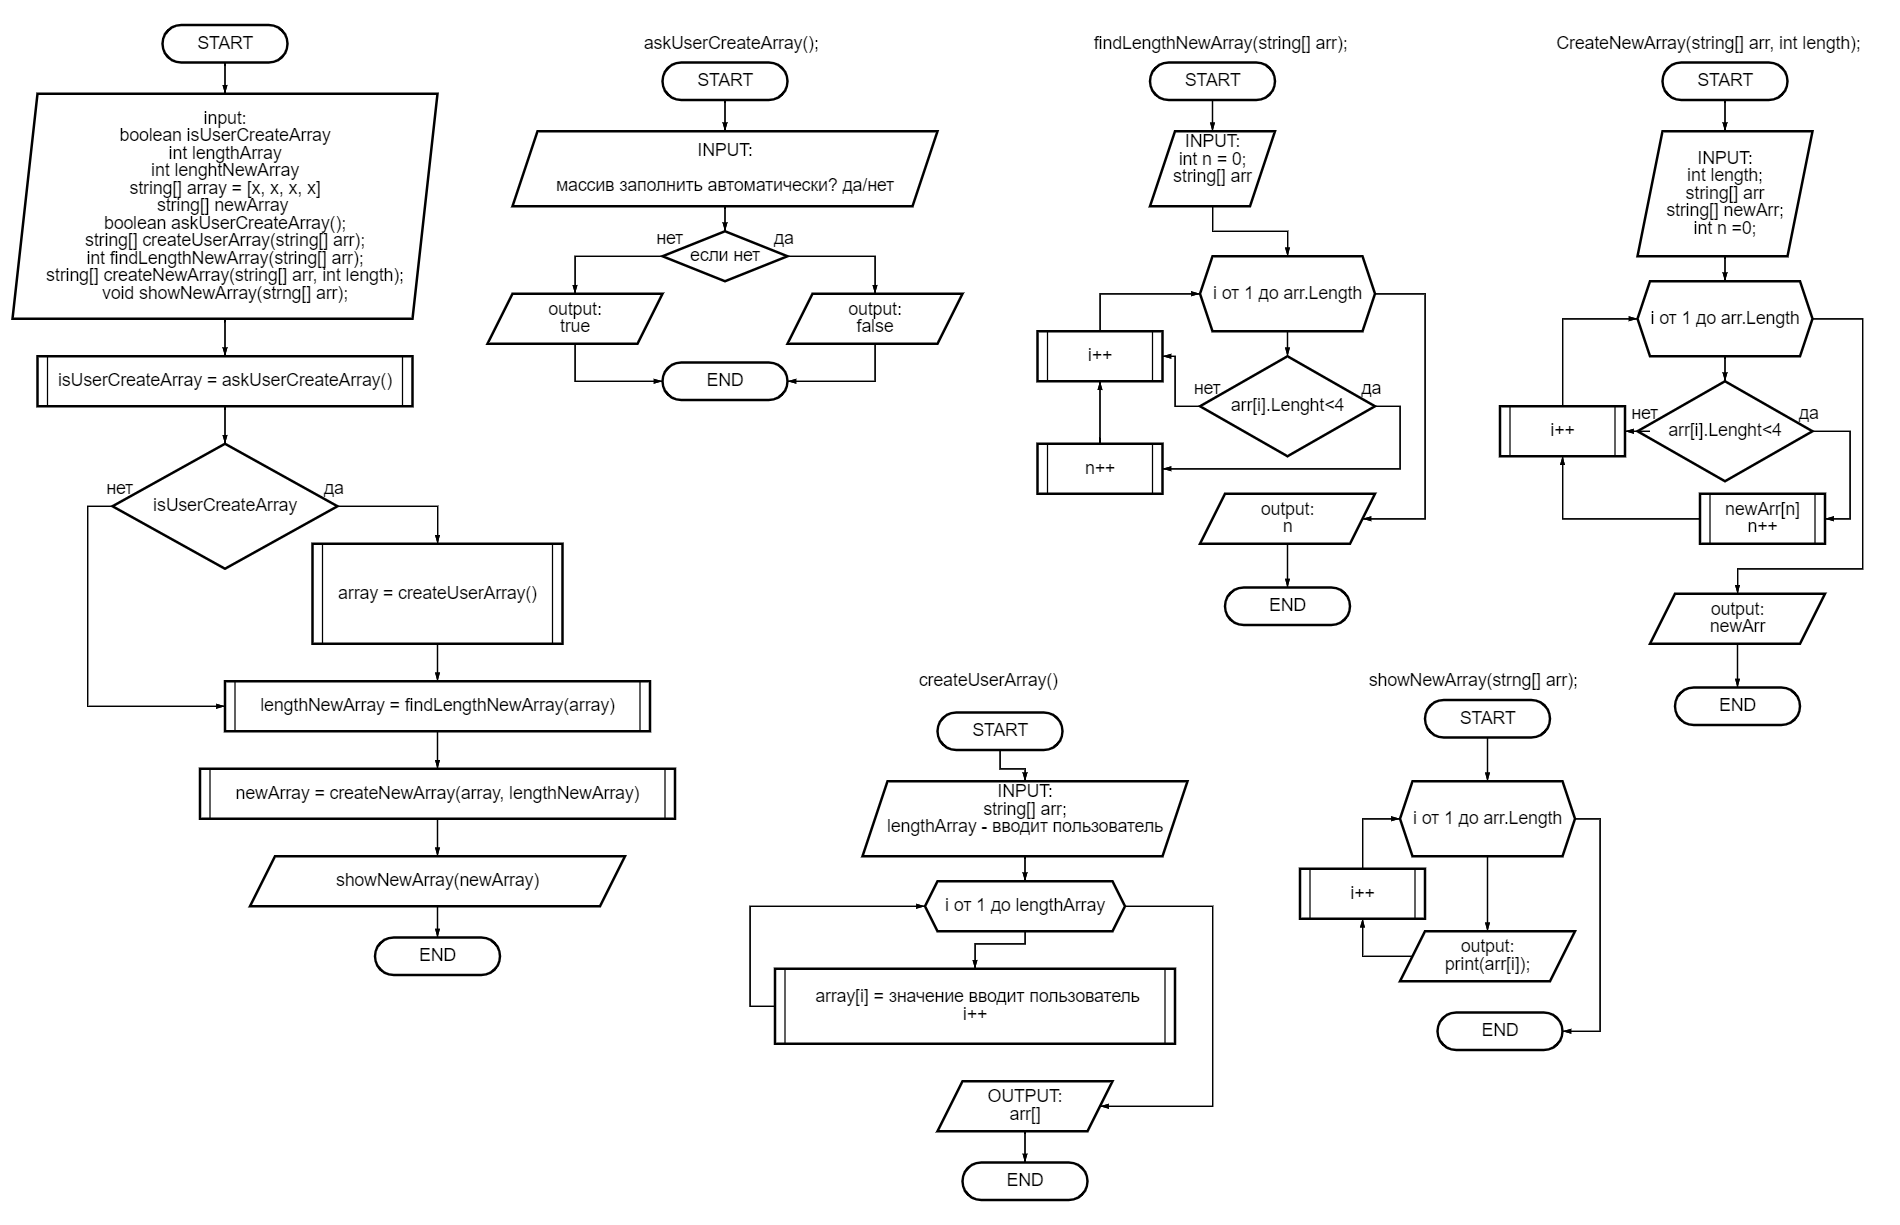 START
input:
boolean isUserCreateArray
int lengthArray
int lenghtNewArray
string[] array = [x, x, x, x]
string[] newArray
boolean askUserCreateArray();
string[] createUserArray(string[] arr);
int findLengthNewArray(string[] arr);
string[] createNewArray(string[] arr, int length);
void showNewArray(strng[] arr);
isUserCreateArray = askUserCreateArray()
isUserCreateArray
нет
да
array = createUserArray()
lengthNewArray = findLengthNewArray(array)
newArray = createNewArray(array, lengthNewArray)
showNewArray(newArray)
END
askUserCreateArray();
START
INPUT:
массив заполнить автоматически? да/нет
нет
да
если нет
output:
true
output:
false
END
findLengthNewArray(string[] arr);
START
INPUT:
int n = 0;
string[] arr
i от 1 до arr.Length
i++
нет
да
arr[i].Lenght<4
n++
output:
n
END
CreateNewArray(string[] arr, int length);
START
INPUT:
int length;
string[] arr
string[] newArr;
int n =0;
i от 1 до arr.Length
i++
нет
да
arr[i].Lenght<4
newArr[n]
n++
output:
newArr
END
createUserArray()
START
INPUT:
string[] arr;
lengthArray - вводит пользователь
i от 1 до lengthArray
array[i] = значение вводит пользователь
i++
OUTPUT:
arr[]
END
showNewArray(strng[] arr);
START
i от 1 до arr.Length
i++
output:
print(arr[i]);
END